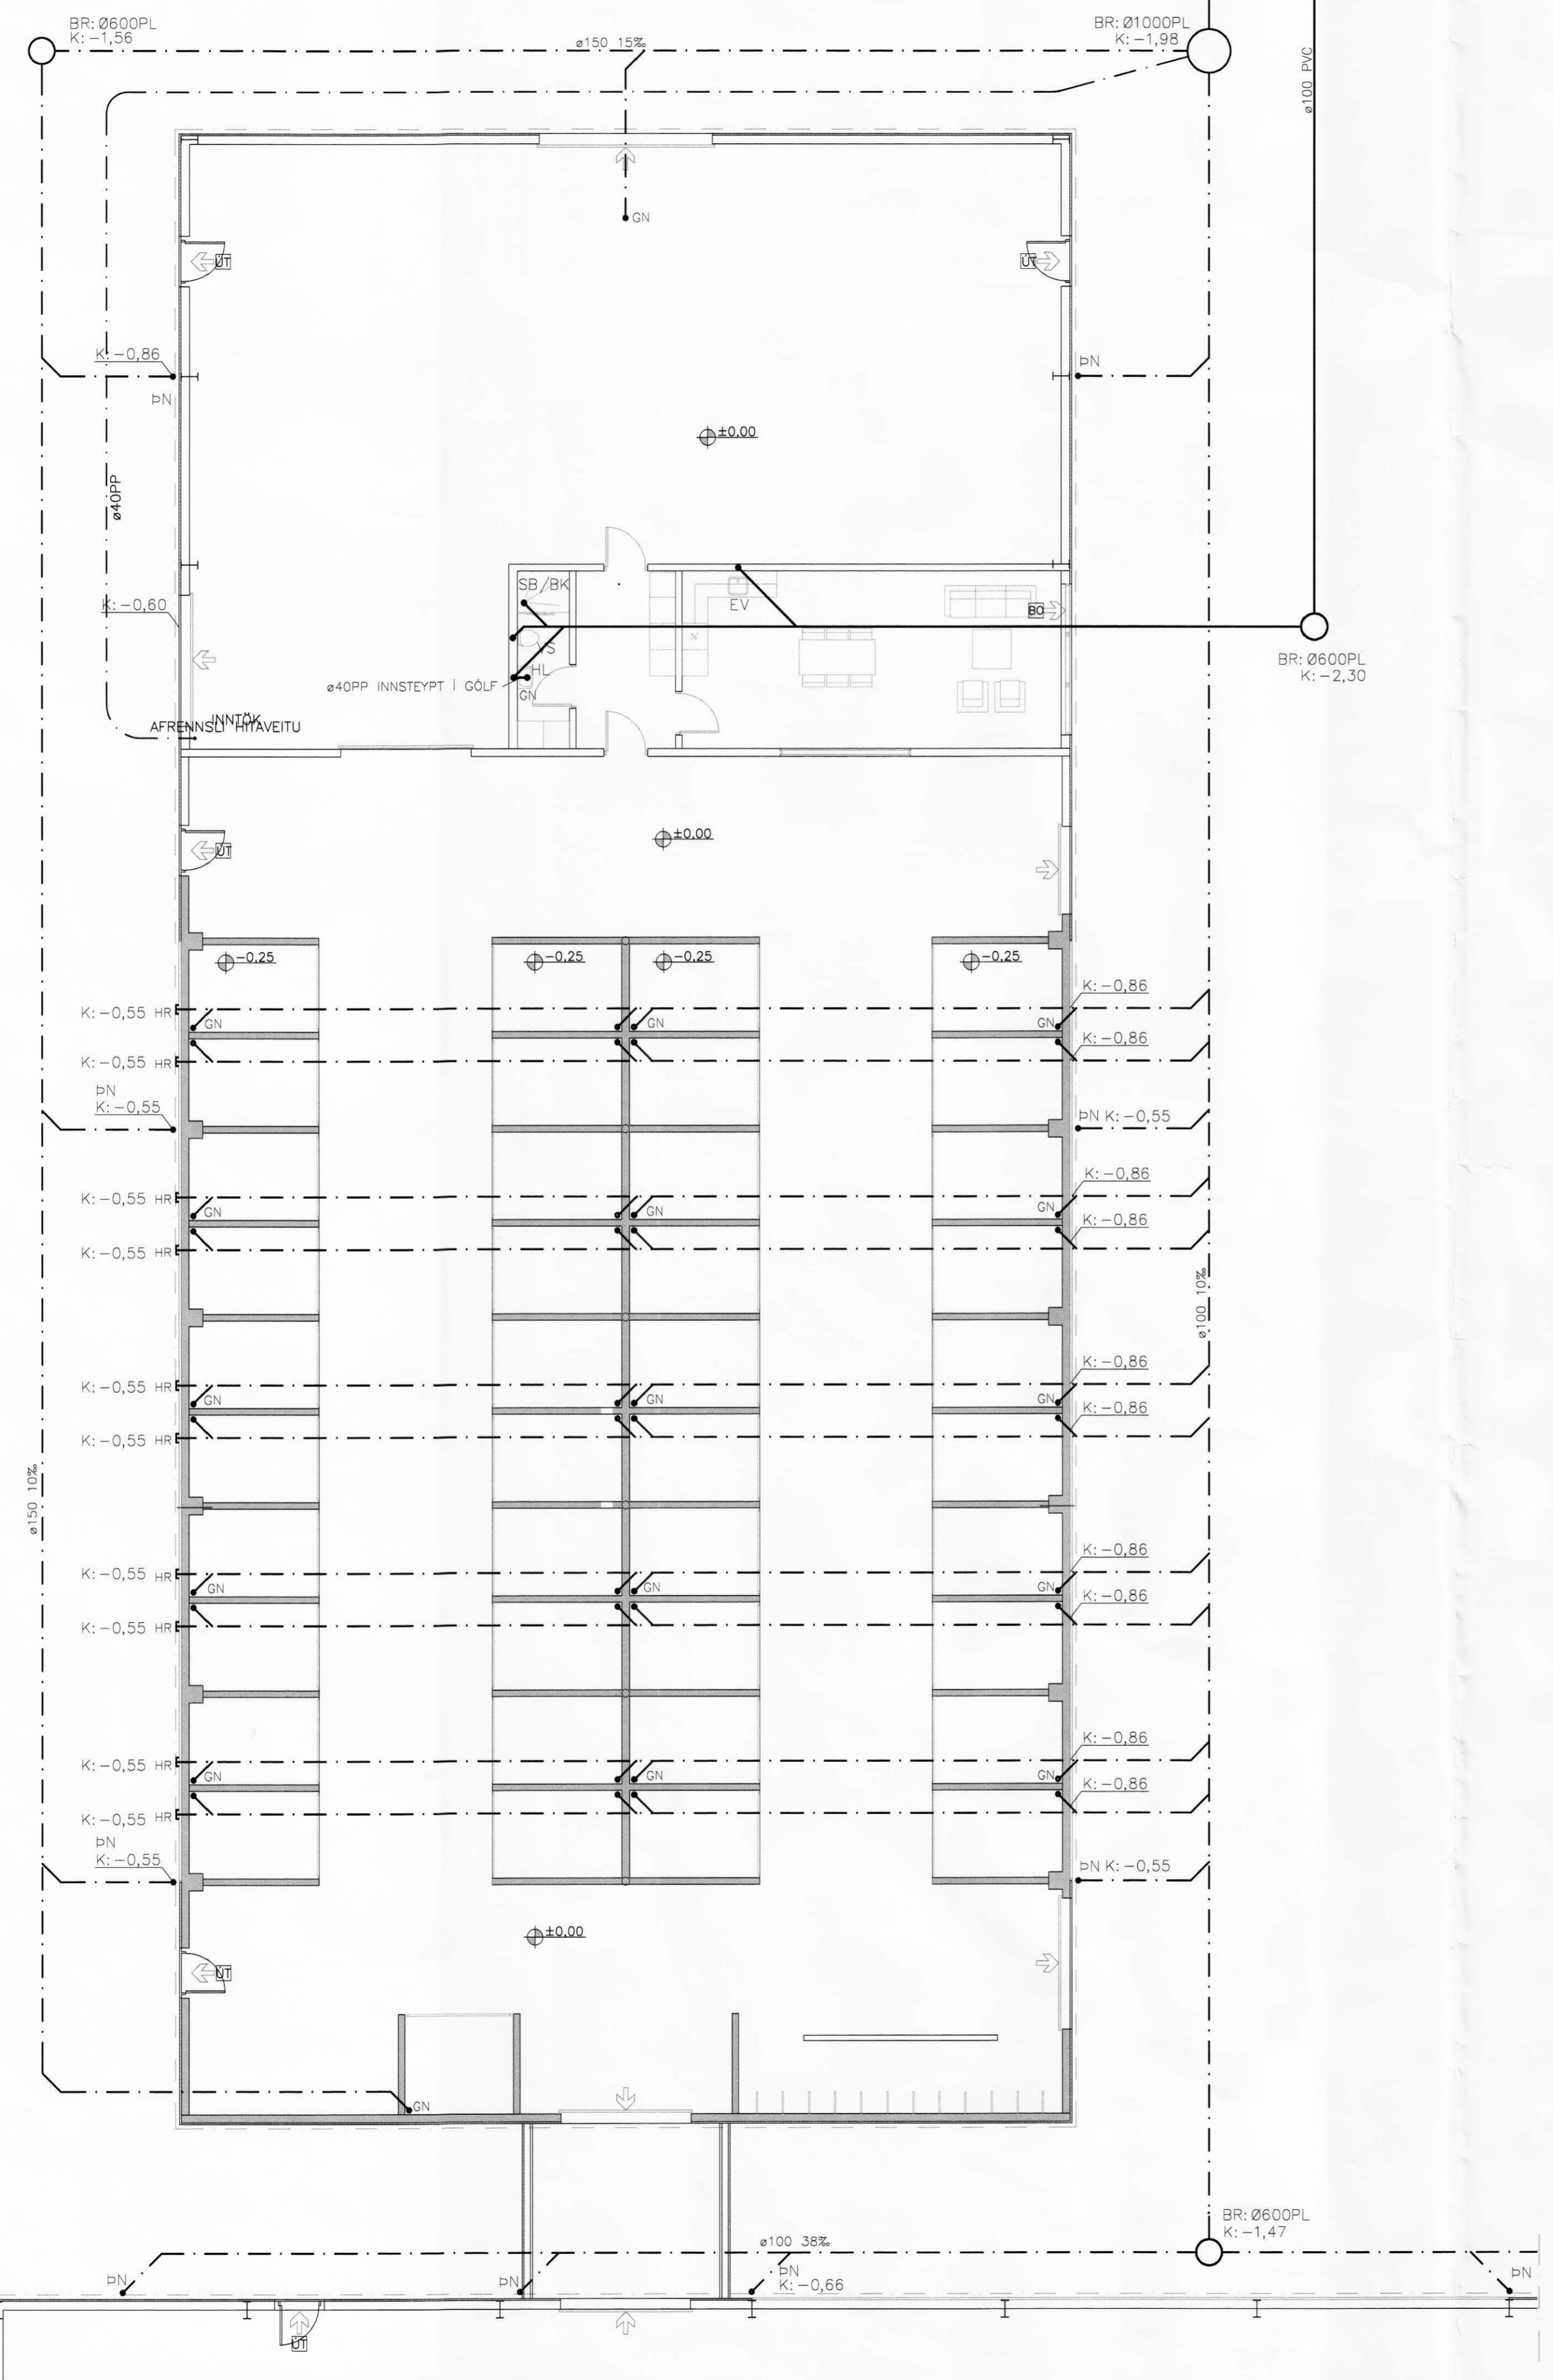 BR: Ø600PL
K: -1,56
ø150 15‰
BR: Ø1000PL
K: -1,98
ø100 PVC
GN
ÚT
ÚT
K: -0,86
ÞN
ÞN
±0.00
ø40PP
SB/BK
EV
BO
K: -0,60
VS
HL
ø40PP INNSTEYPT Í GÓLF
GN
BR: Ø600PL
K: -2,30
INNTÖK
AFRENNSLI HITAVEITU
±0.00
ÚT
-0.25
-0.25
-0.25
-0.25
K: -0,55 HR
GN
GN
GN
K: -0,86
K: -0,55 HR
K: -0,86
ÞN
K: -0,55
ÞN K: -0,55
K: -0,55 HR
GN
GN
GN
K: -0,86
K: -0,55 HR
K: -0,86
ø100 10‰
K: -0,55 HR
GN
GN
GN
K: -0,86
K: -0,55 HR
K: -0,86
ø150 10‰
K: -0,55 HR
GN
GN
GN
K: -0,86
K: -0,55 HR
K: -0,86
K: -0,55 HR
GN
GN
GN
K: -0,86
K: -0,55 HR
K: -0,86
ÞN
K: -0,55
ÞN K: -0,55
±0.00
ÚT
GN
BR: Ø600PL
K: -1,47
ø100 38‰
ÞN
ÞN
ÞN
K: -0,66
ÞN
ÚT